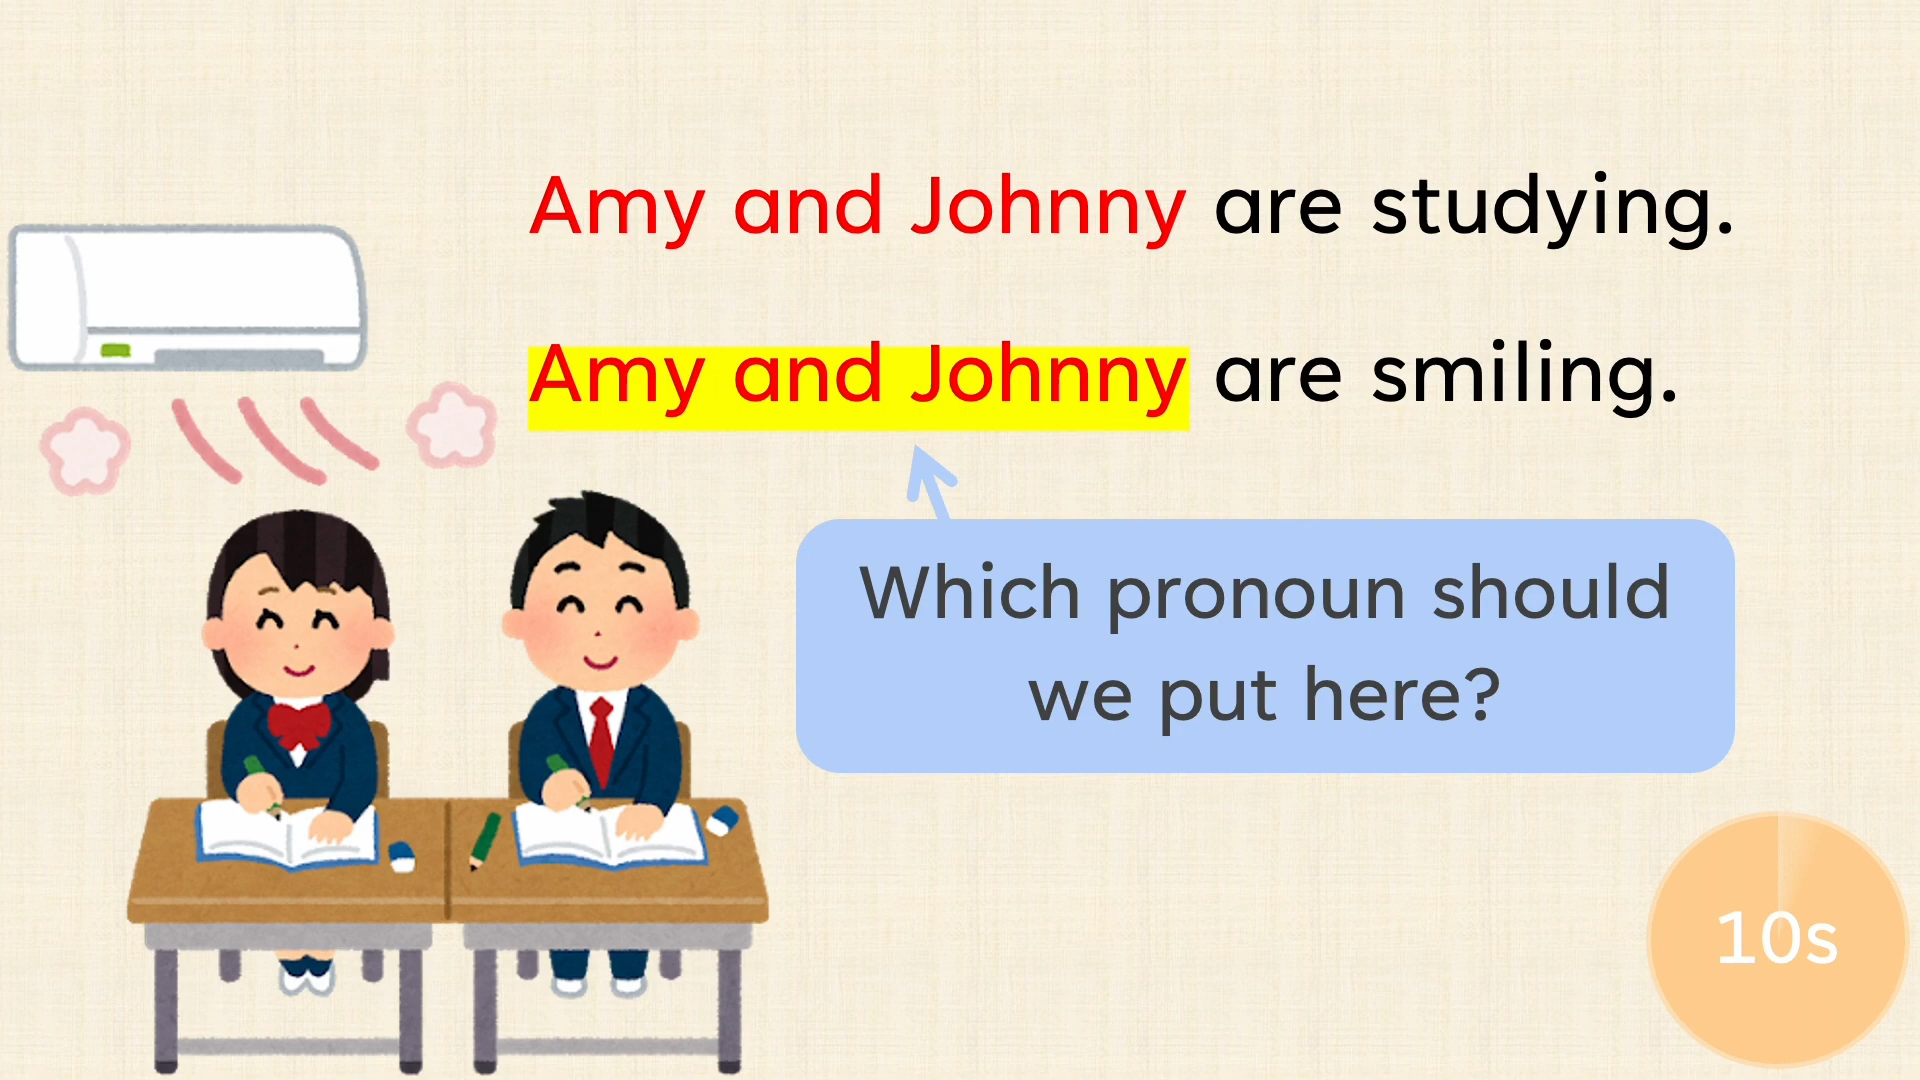 Amy and Johnny are studying.
Amy and Johnny are smiling.
Which pronoun should
we put here?
10s